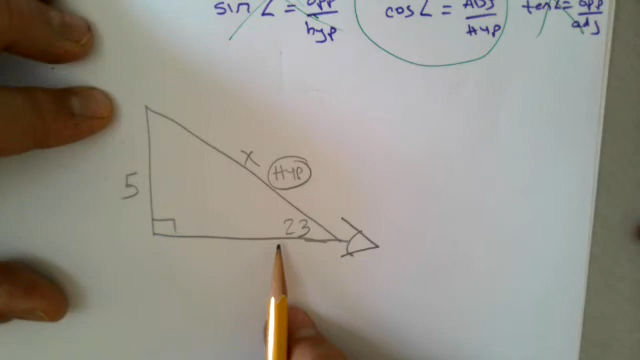 sin ∠ = opp/hyp cos ∠ = ADJ/HYP tan ∠ = opp/adj
x HYP
5
23